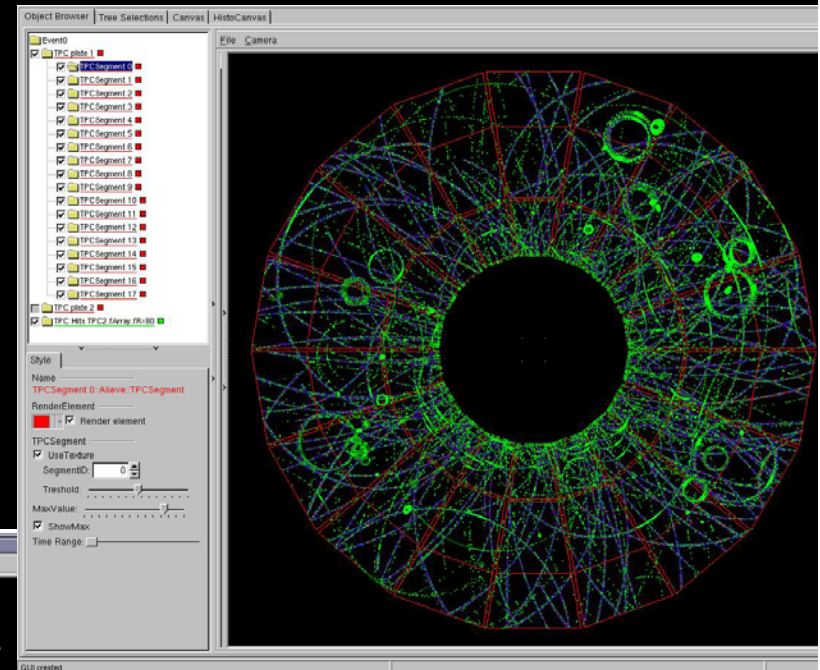 Object Browser Tree Selections Canvas HistoCanvas
File Camera
Event0
TPC plate 1
TPCSegment 0
TPCSegment 1
TPCSegment 2
TPCSegment 3
TPCSegment 4
TPCSegment 5
TPCSegment 6
TPCSegment 7
TPCSegment 8
TPCSegment 9
TPCSegment 10
TPCSegment 11
TPCSegment 12
TPCSegment 13
TPCSegment 14
TPCSegment 15
TPCSegment 16
TPCSegment 17
TPC plate 2
TPC Hits TPC2.fArray.fR>80
Style
Name
TPCSegment 0::Alieve::TPCSegment
RenderElement
Render element
TPCSegment
UseTexture
SegmentID: 0
Treshold:
MaxValue:
ShowMax
Time Range:
GUI created